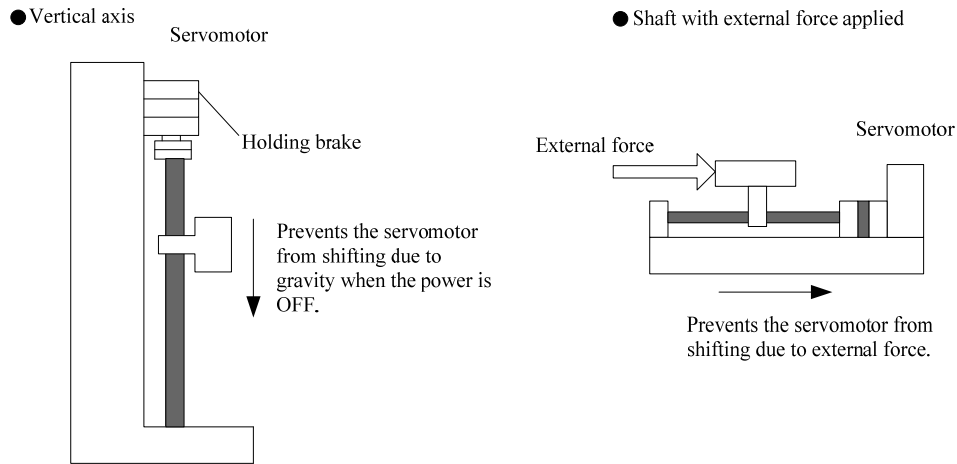 ● Vertical axis
Servomotor
Holding brake
Prevents the servomotor
from shifting due to
gravity when the power is
OFF.
● Shaft with external force applied
Servomotor
External force
Prevents the servomotor from
shifting due to external force.